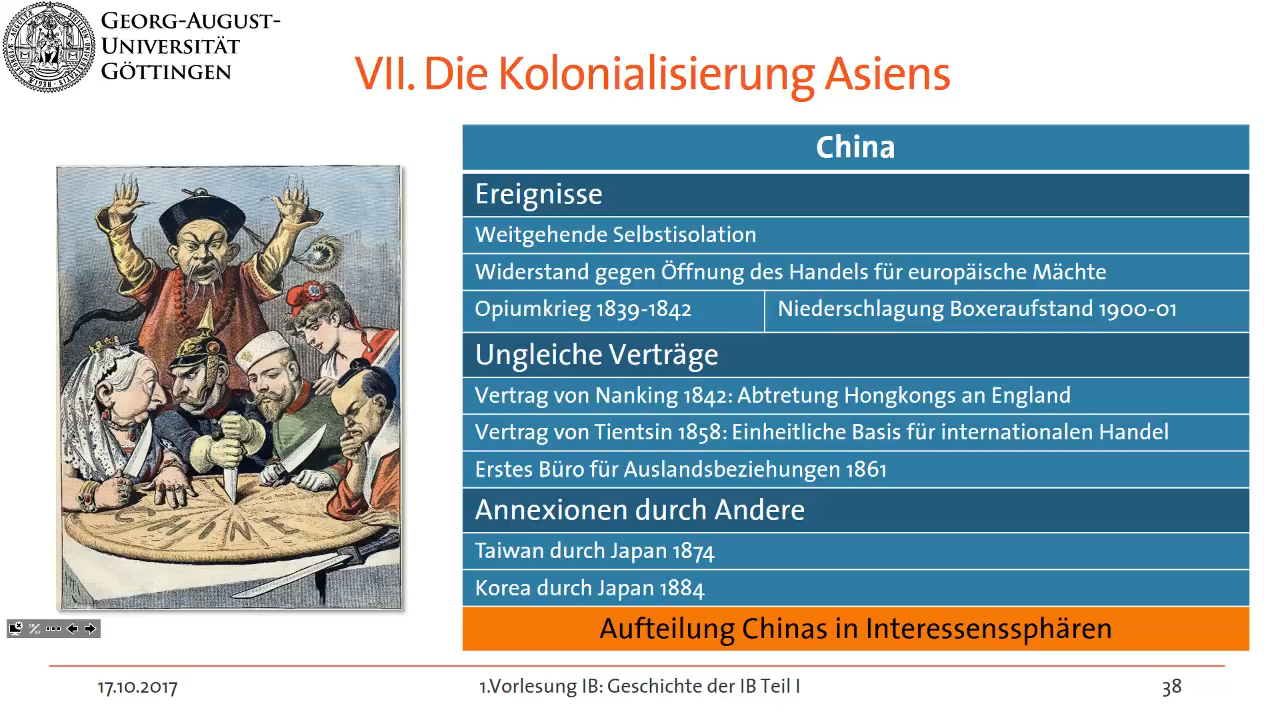 GEORG-AUGUST-
UNIVERSITÄT
GÖTTINGEN
VII. Die Kolonialisierung Asiens
China
Ereignisse
Weitgehende Selbstisolation
Widerstand gegen Öffnung des Handels für europäische Mächte
Opiumkrieg 1839-1842
Niederschlagung Boxeraufstand 1900-01
Ungleiche Verträge
Vertrag von Nanking 1842: Abtretung Hongkongs an England
Vertrag von Tientsin 1858: Einheitliche Basis für internationalen Handel
Erstes Büro für Auslandsbeziehungen 1861
Annexionen durch Andere
Taiwan durch Japan 1874
Korea durch Japan 1884
Aufteilung Chinas in Interessenssphären
CHINE
17.10.2017
1.Vorlesung IB: Geschichte der IB Teil I
38